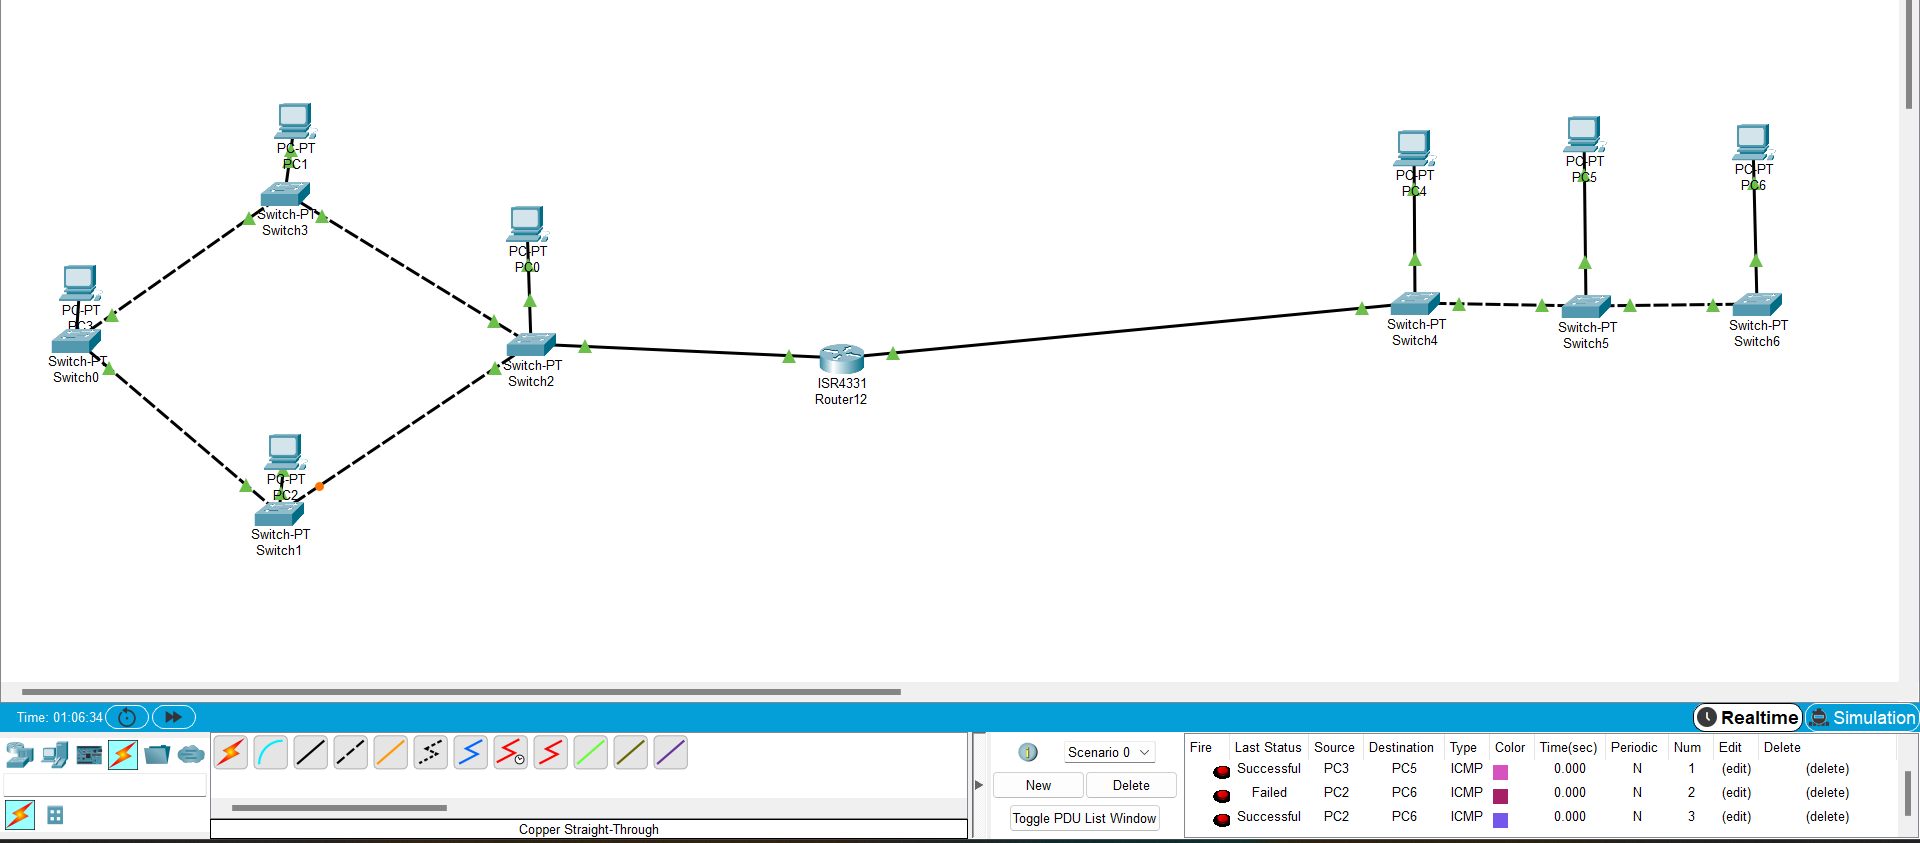 PC-PT
PC1
Switch-PT
Switch3
PC-PT
PC0
PC-PT
PC3
Switch-PT
Switch0
Switch-PT
Switch2
PC-PT
PC2
Switch-PT
Switch1
ISR4331
Router12
PC-PT
PC4
PC-PT
PC5
PC-PT
PC6
Switch-PT
Switch4
Switch-PT
Switch5
Switch-PT
Switch6
Time: 01:06:34
Realtime
Simulation
Copper Straight-Through
Scenario 0
New
Delete
Toggle PDU List Window
Fire Last Status Source Destination Type Color Time(sec) Periodic Num Edit Delete
Successful PC3 PC5 ICMP 0.000 N 1 (edit) (delete)
Failed PC2 PC6 ICMP 0.000 N 2 (edit) (delete)
Successful PC2 PC6 ICMP 0.000 N 3 (edit) (delete)